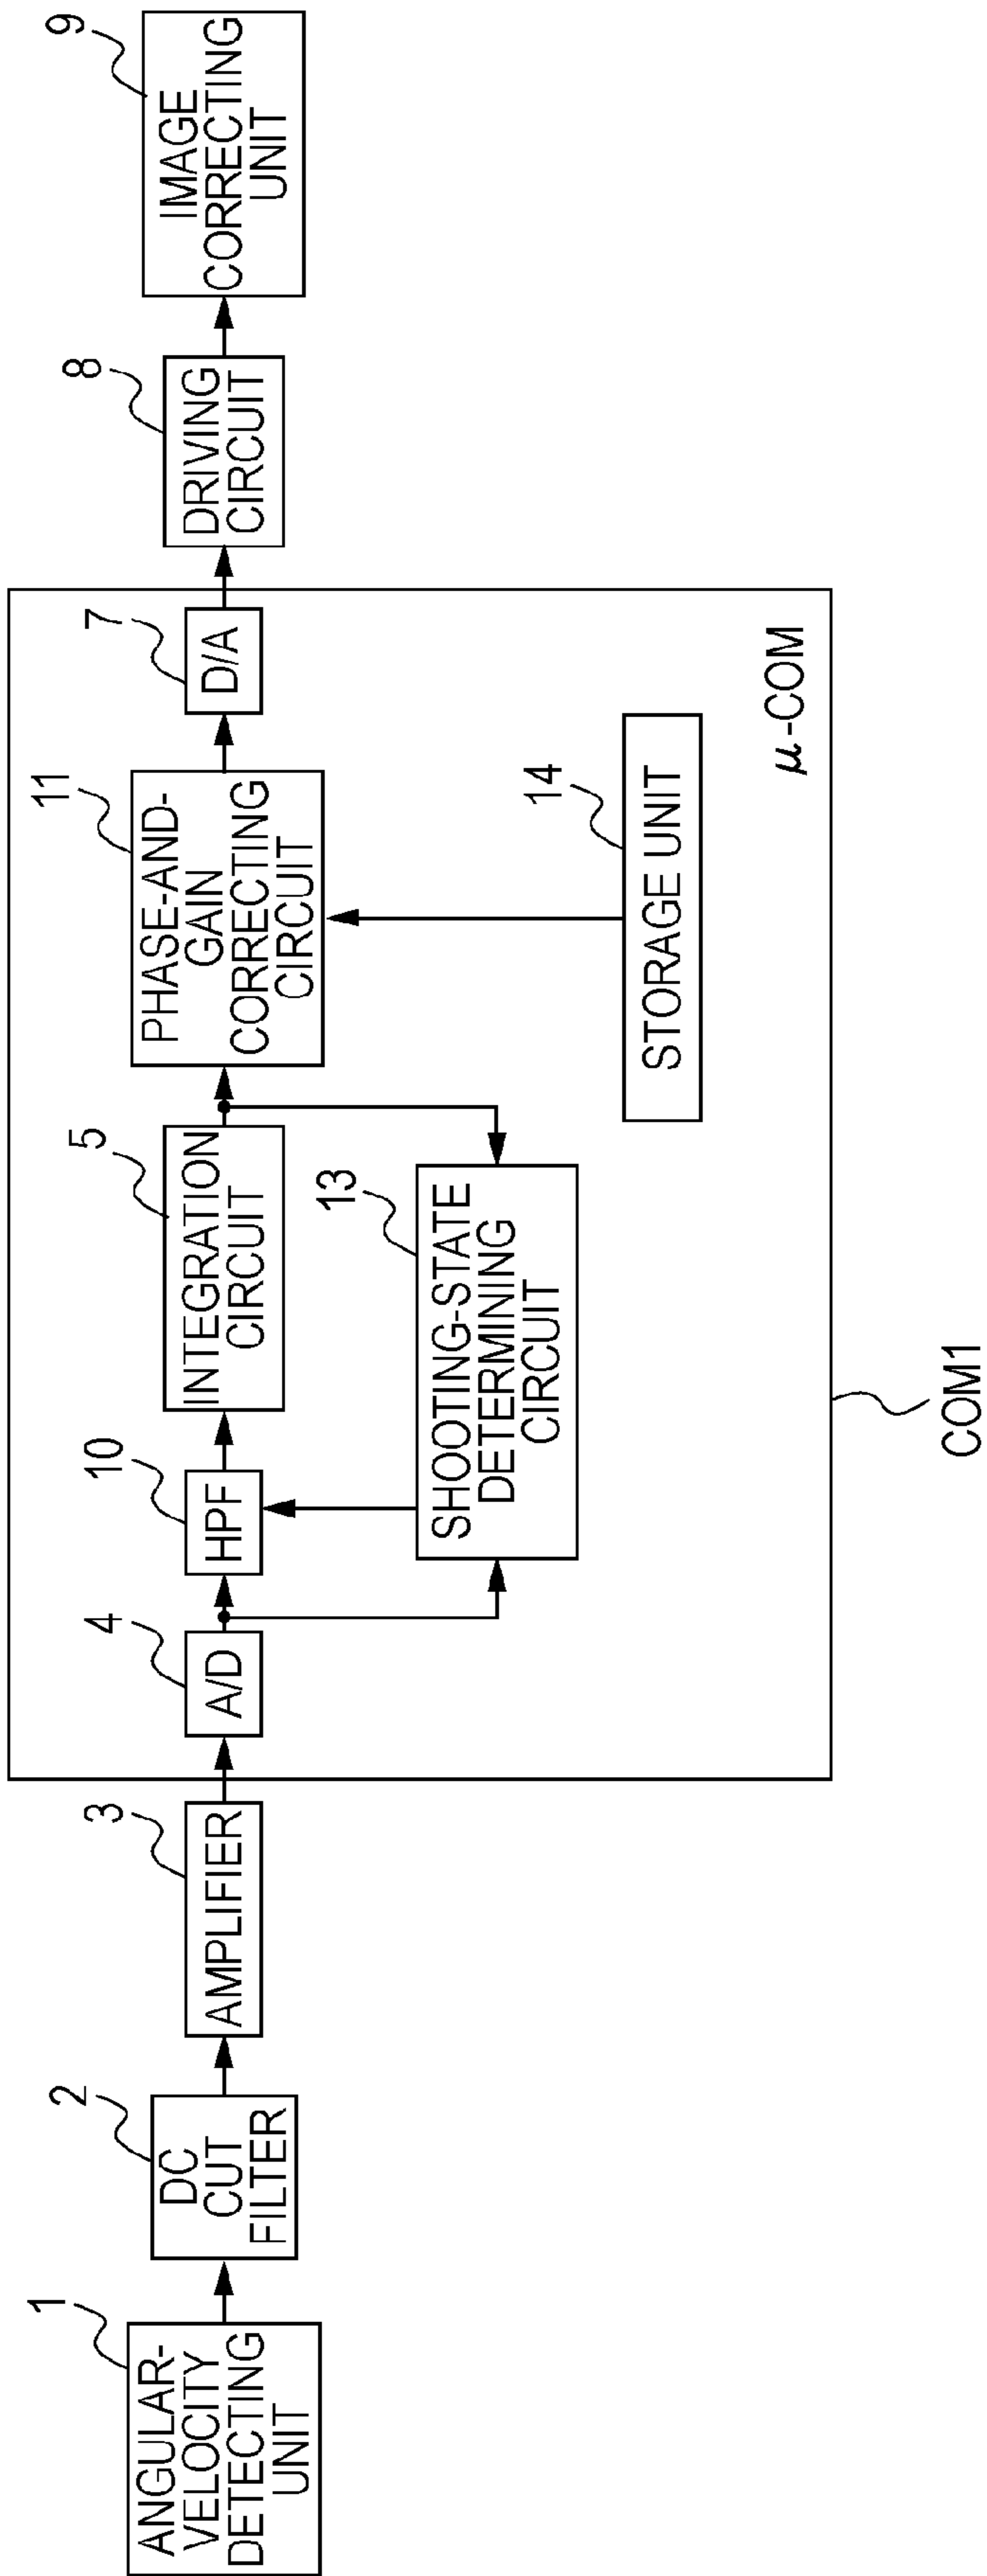 1
ANGULAR-
VELOCITY
DETECTING
UNIT
2
DC
CUT
FILTER
3
AMPLIFIER
4
A/D
10
HPF
5
INTEGRATION
CIRCUIT
11
PHASE-AND-
GAIN
CORRECTING
CIRCUIT
7
D/A
8
DRIVING
CIRCUIT
9
IMAGE
CORRECTING
UNIT
13
SHOOTING-STATE
DETERMINING
CIRCUIT
14
STORAGE UNIT
μ-COM
COM1